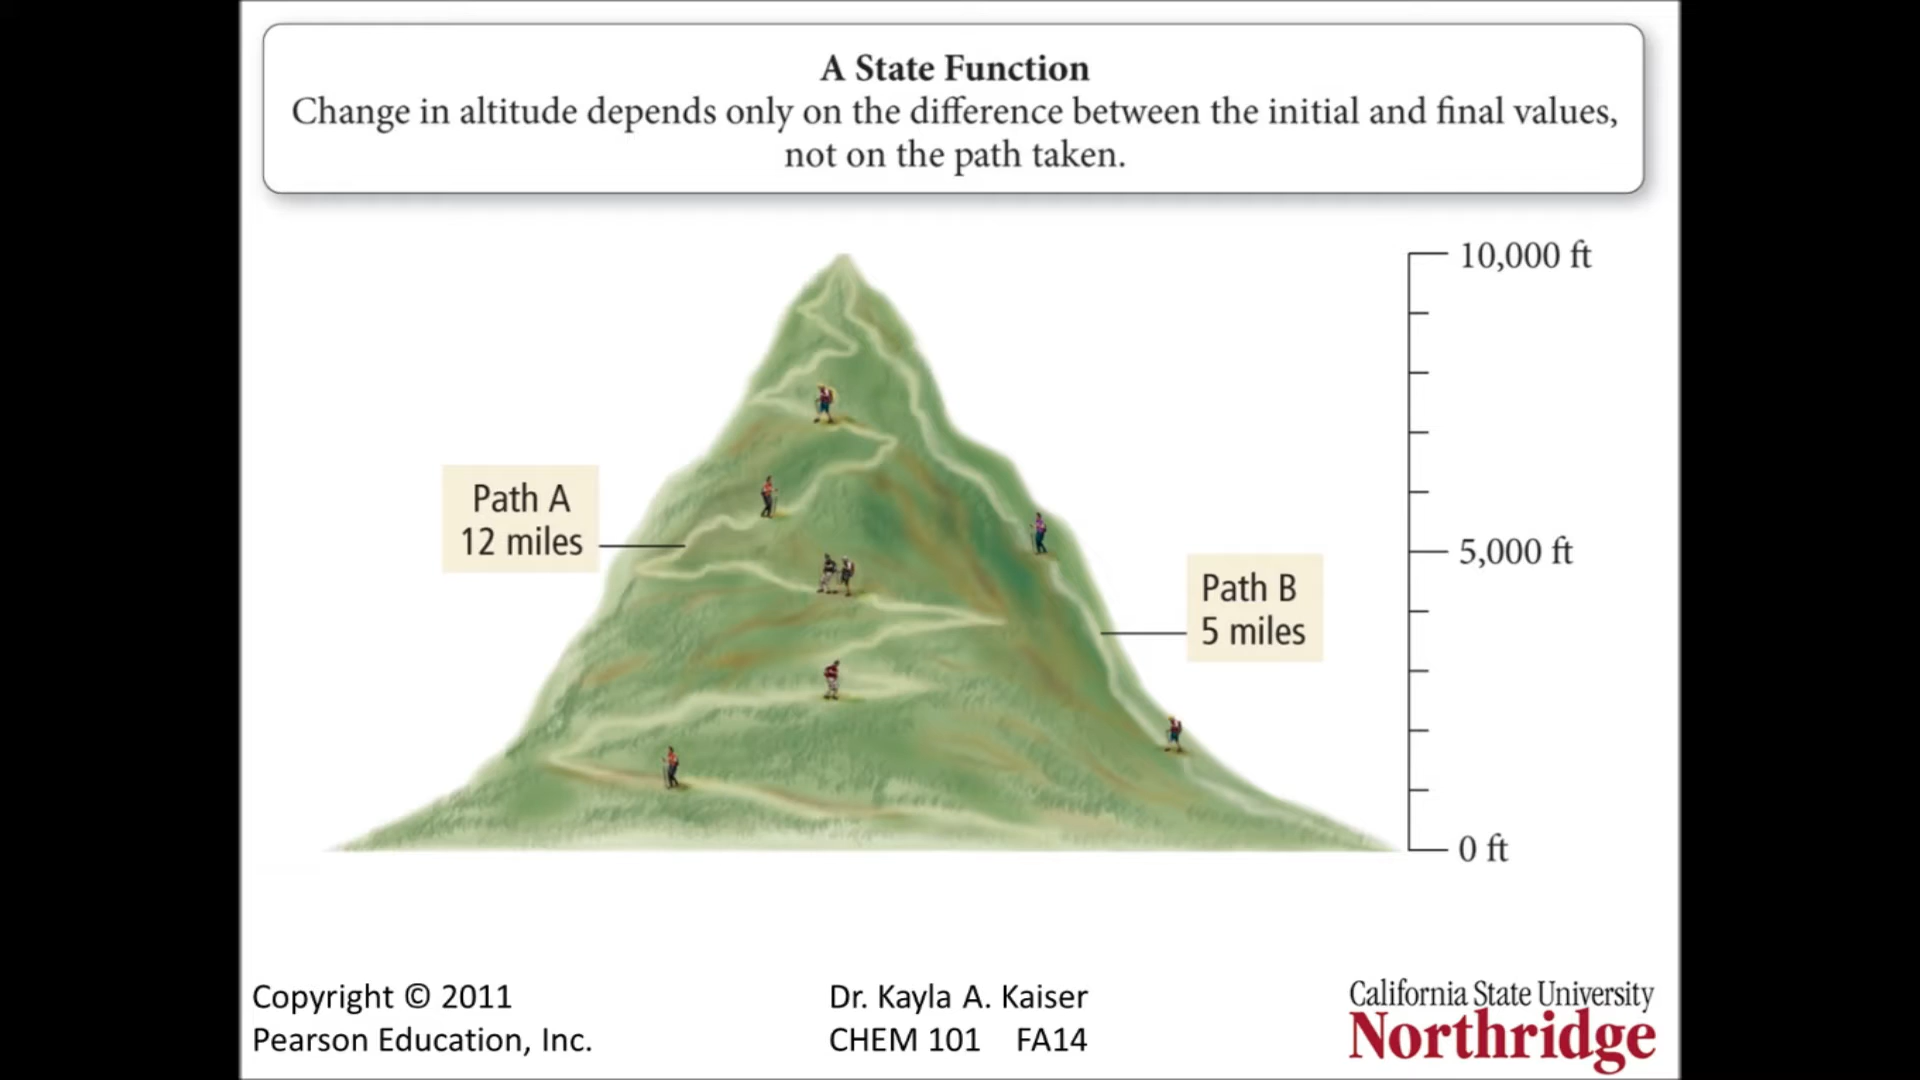 A State Function
Change in altitude depends only on the difference between the initial and final values,
not on the path taken.
10,000 ft
Path A
12 miles
5,000 ft
Path B
5 miles
0 ft
Copyright © 2011
Pearson Education, Inc.
Dr. Kayla A. Kaiser
CHEM 101 FA14
California State University
Northridge